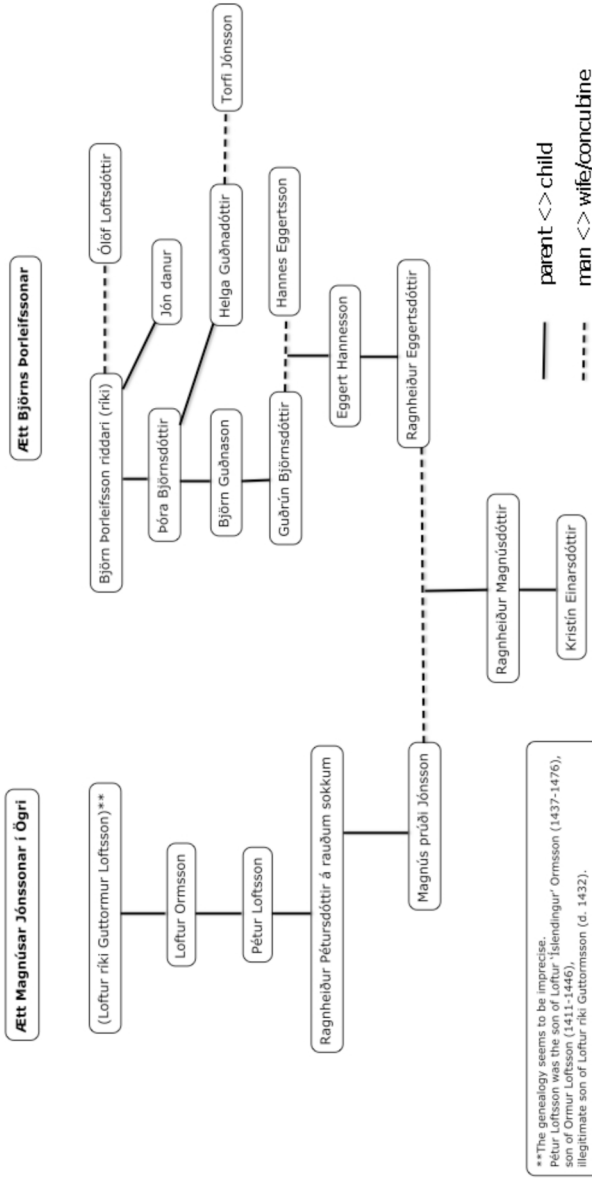 Ætt Magnúsar Jónssonar í Ögri
(Loftur ríki Guttormur Loftsson)**
Loftur Ormsson
Pétur Loftsson
Ragnheiður Pétursdóttir á rauðum sokkum
Magnús prúði Jónsson
Ætt Björns Þorleifssonar
Björn Þorleifsson riddari (ríki)
Ólöf Loftsdóttir
Jón danur
Þóra Björnsdóttir
Helga Guðnadóttir
Torfi Jónsson
Björn Guðnason
Guðrún Björnsdóttir
Hannes Eggertsson
Eggert Hannesson
Ragnheiður Eggertsdóttir
Ragnheiður Magnúsdóttir
Kristín Einarsdóttir
**The genealogy seems to be imprecise.
Pétur Loftsson was the son of Loftur 'Íslendingur' Ormsson (1437-1476),
son of Ormur Loftsson (1411-1446),
illegitimate son of Loftur ríki Guttormsson (d. 1432).
parent <> child
man <> wife/concubine